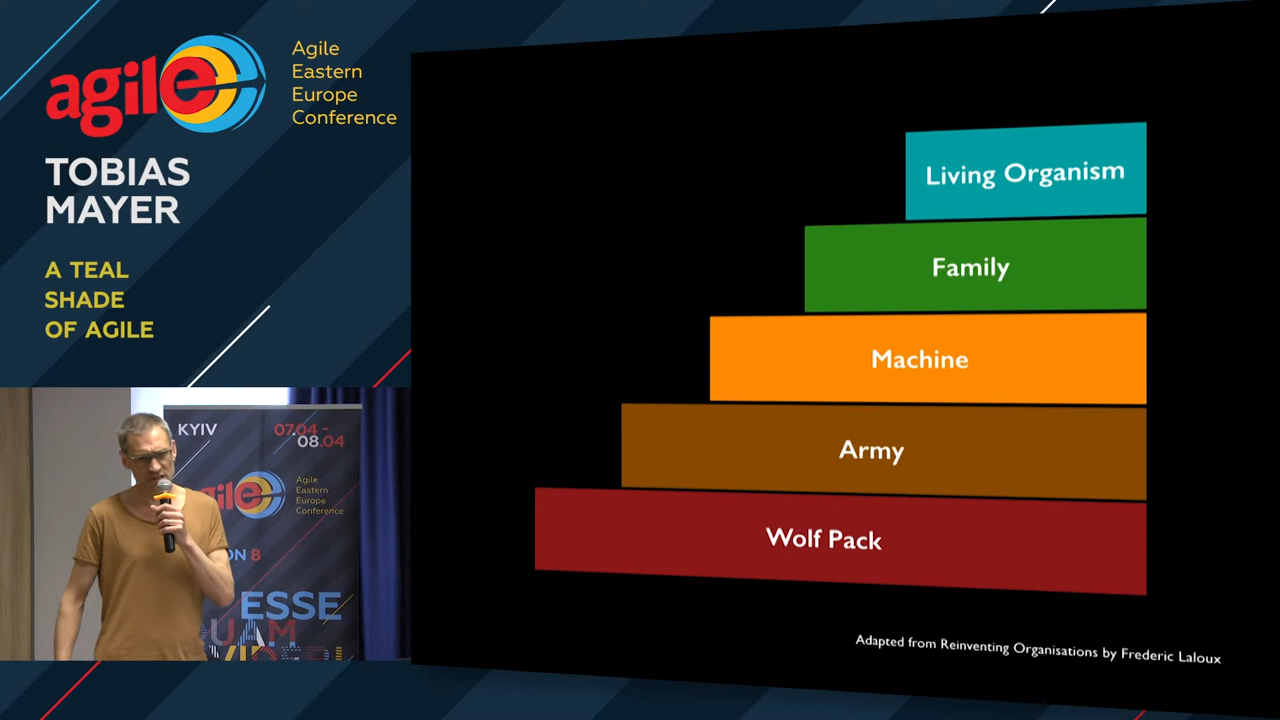 agile
Agile
Eastern
Europe
Conference
TOBIAS
MAYER
A TEAL
SHADE
OF AGILE
Living Organism
Family
Machine
Army
Wolf Pack
Adapted from Reinventing Organisations by Frederic Laloux
KYIV
07.04 -
08.04
Agile
Eastern
Europe
Conference
8
ESSE